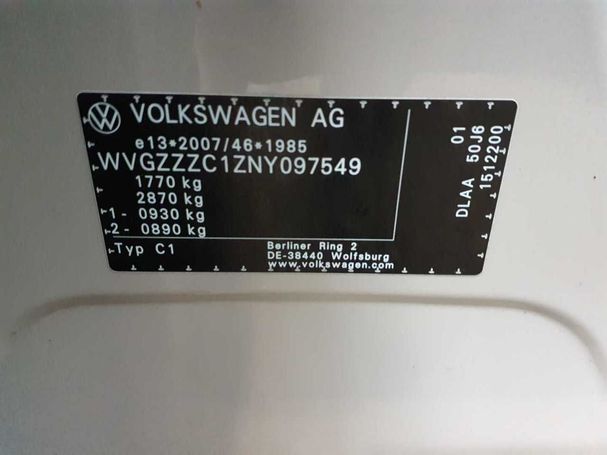 VOLKSWAGEN AG
e13*2007/46*1985
WVGZZZC1ZNY097549
1770 kg
2870 kg
1- 0930 kg
2- 0890 kg
Typ C1
Berliner Ring 2
DE-38440 Wolfsburg
www.volkswagen.com
01
DLAA 50J6
1512200